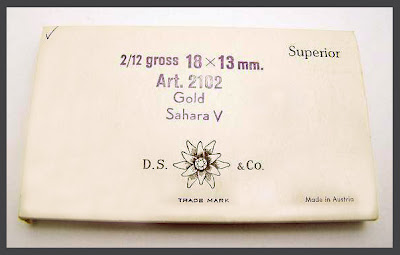 2/12 gross 18×13 mm.
Superior
Art. 2102
Gold
Sahara V
D.S. & Co.
TRADE MARK
Made in Austria